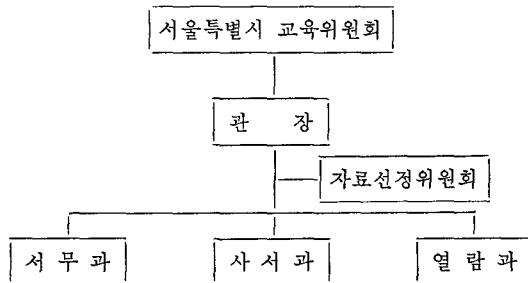 서울특별시 교육위원회
관 장
자료선정위원회
서 무 과 사 서 과 열 람 과